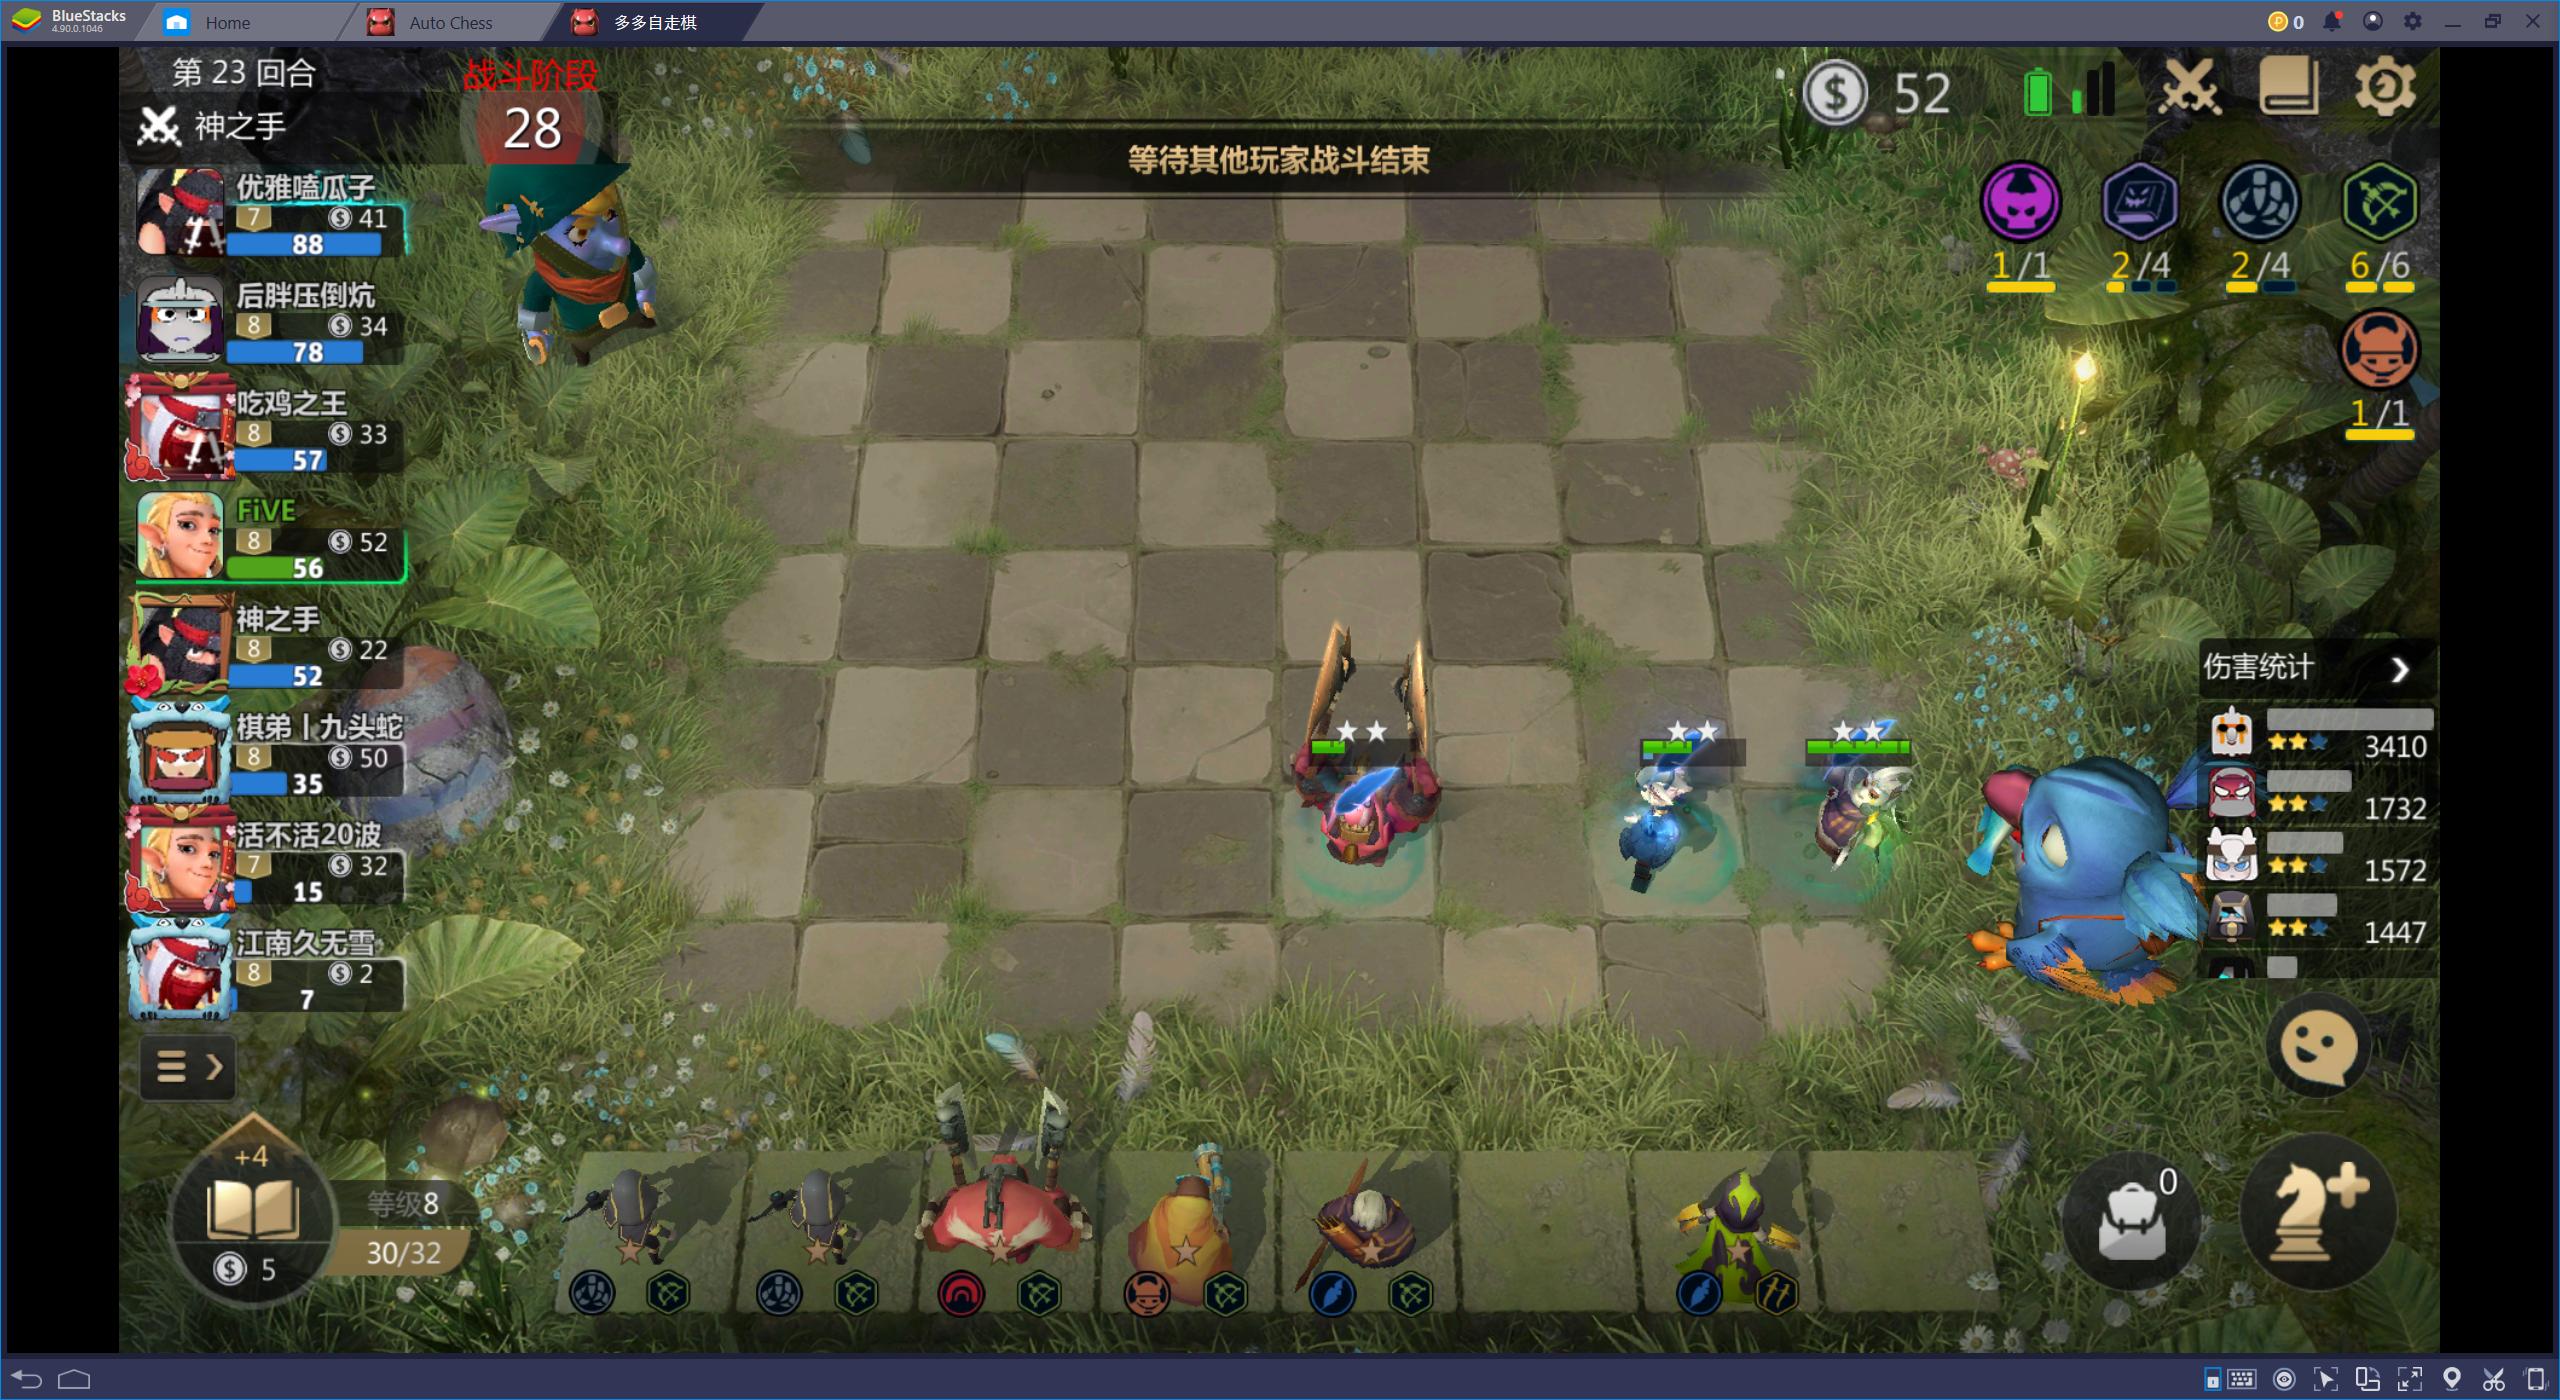 BlueStacks
4.90.0.1046
Home
Auto Chess
多多自走棋
0
第 23 回合
战斗阶段
28
神之手
等待其他玩家战斗结束
52
优雅嗑瓜子
7 41
88
后胖压倒炕
8 34
78
吃鸡之王
8 33
57
FiVE
8 52
56
神之手
8 22
52
棋弟丨九头蛇
8 50
35
活不活20波
7 32
15
江南久无雪
8 2
7
1/1
2/4
2/4
6/6
1/1
伤害统计
3410
1732
1572
1447
+4
5
等级8
30/32
0